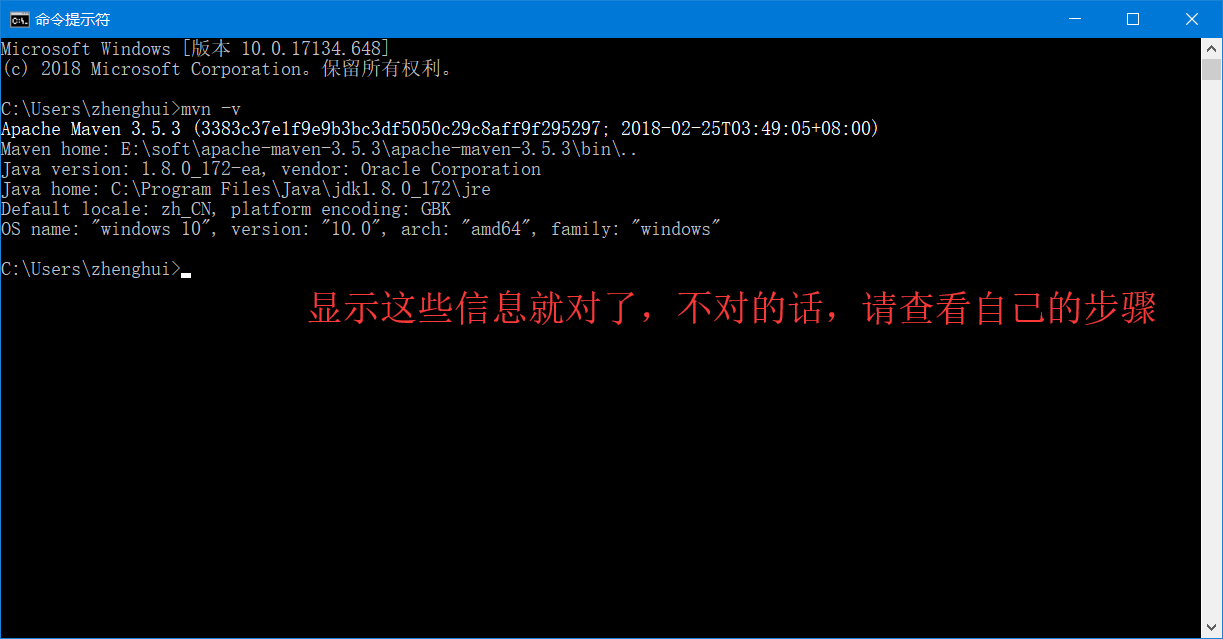 命令提示符
Microsoft Windows [版本 10.0.17134.648]
(c) 2018 Microsoft Corporation。保留所有权利。
C:\Users\zhenghui>mvn -v
Apache Maven 3.5.3 (3383c37e1f9e9b3bc3df5050c29c8aff9f295297; 2018-02-25T03:49:05+08:00)
Maven home: E:\soft\apache-maven-3.5.3\apache-maven-3.5.3\bin\..
Java version: 1.8.0_172-ea, vendor: Oracle Corporation
Java home: C:\Program Files\Java\jdk1.8.0_172\jre
Default locale: zh_CN, platform encoding: GBK
OS name: "windows 10", version: "10.0", arch: "amd64", family: "windows"
C:\Users\zhenghui>
显示这些信息就对了，不对的话，请查看自己的步骤